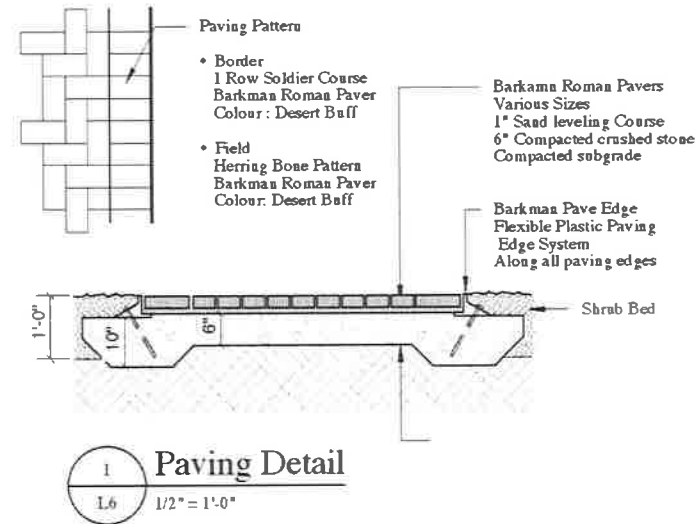 Paving Pattern
• Border
1 Row Soldier Course
Barkman Roman Paver
Colour : Desert Buff
• Field
Herring Bone Pattern
Barkman Roman Paver
Colour: Desert Buff
Barkamn Roman Pavers
Various Sizes
1" Sand leveling Course
6" Compacted crushed stone
Compacted subgrade
Barkman Pave Edge
Flexible Plastic Paving
Edge System
Along all paving edges
Shrub Bed
1'-0"
10"
6"
1
L6
Paving Detail
1/2" = 1'-0"